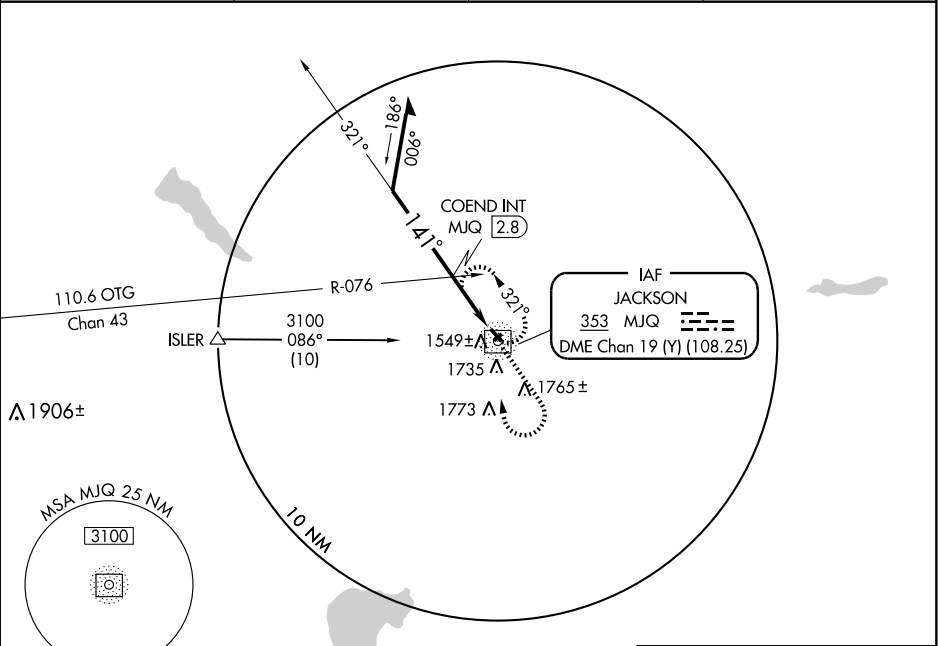 321°
186°
006°
COEND INT
MJQ 2.8
141°
321°
R-076
110.6 OTG
Chan 43
IAF
JACKSON
353 MJQ
DME Chan 19 (Y) (108.25)
ISLER
3100
086°
(10)
1549±
1735
1765±
1773
1906±
10 NM
MSA MJQ 25 NM
3100